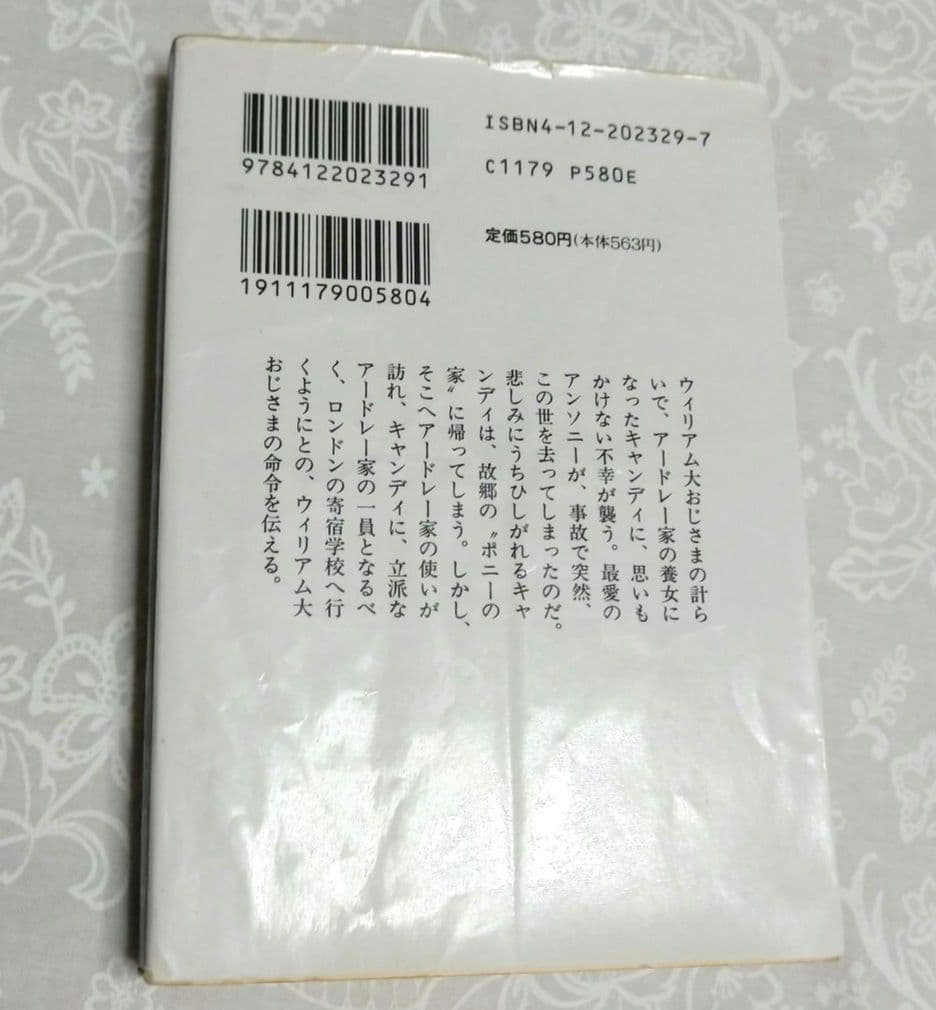 9784122023291
ISBN4-12-202329-7
C1179 P580E
1911179005804
定価580円(本体563円)
ウィリアム大おじさまの計ら
いで、アードレー家の養女に
なったキャンディに、思いも
かけない不幸が襲う。最愛の
アンソニーが、事故で突然、
この世を去ってしまったのだ。
悲しみにうちひしがれるキャ
ンディは、故郷の〝ポニーの
家〟に帰ってしまう。しかし、
そこへアードレー家の使いが
訪れ、キャンディに、立派な
アードレー家の一員となるべ
く、ロンドンの寄宿学校へ行
くようにとの、ウィリアム大
おじさまの命令を伝える。